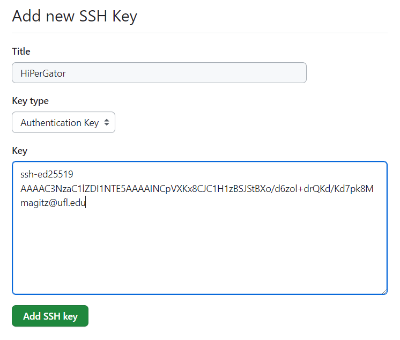 Add new SSH Key
Title
HiPerGator
Key type
Authentication Key
Key
ssh-ed25519
AAAAC3NzaC1lZDI1NTE5AAAAINCpVXKx8CJC1H1zBSJStBXo/d6zol+drQKd/Kd7pk8M
magitz@ufl.edu
Add SSH key